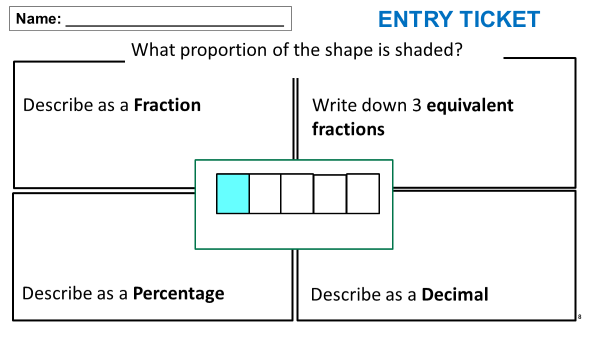 Name: ___________________________
ENTRY TICKET
What proportion of the shape is shaded?
Describe as a Fraction
Write down 3 equivalent
fractions
Describe as a Percentage
Describe as a Decimal
8